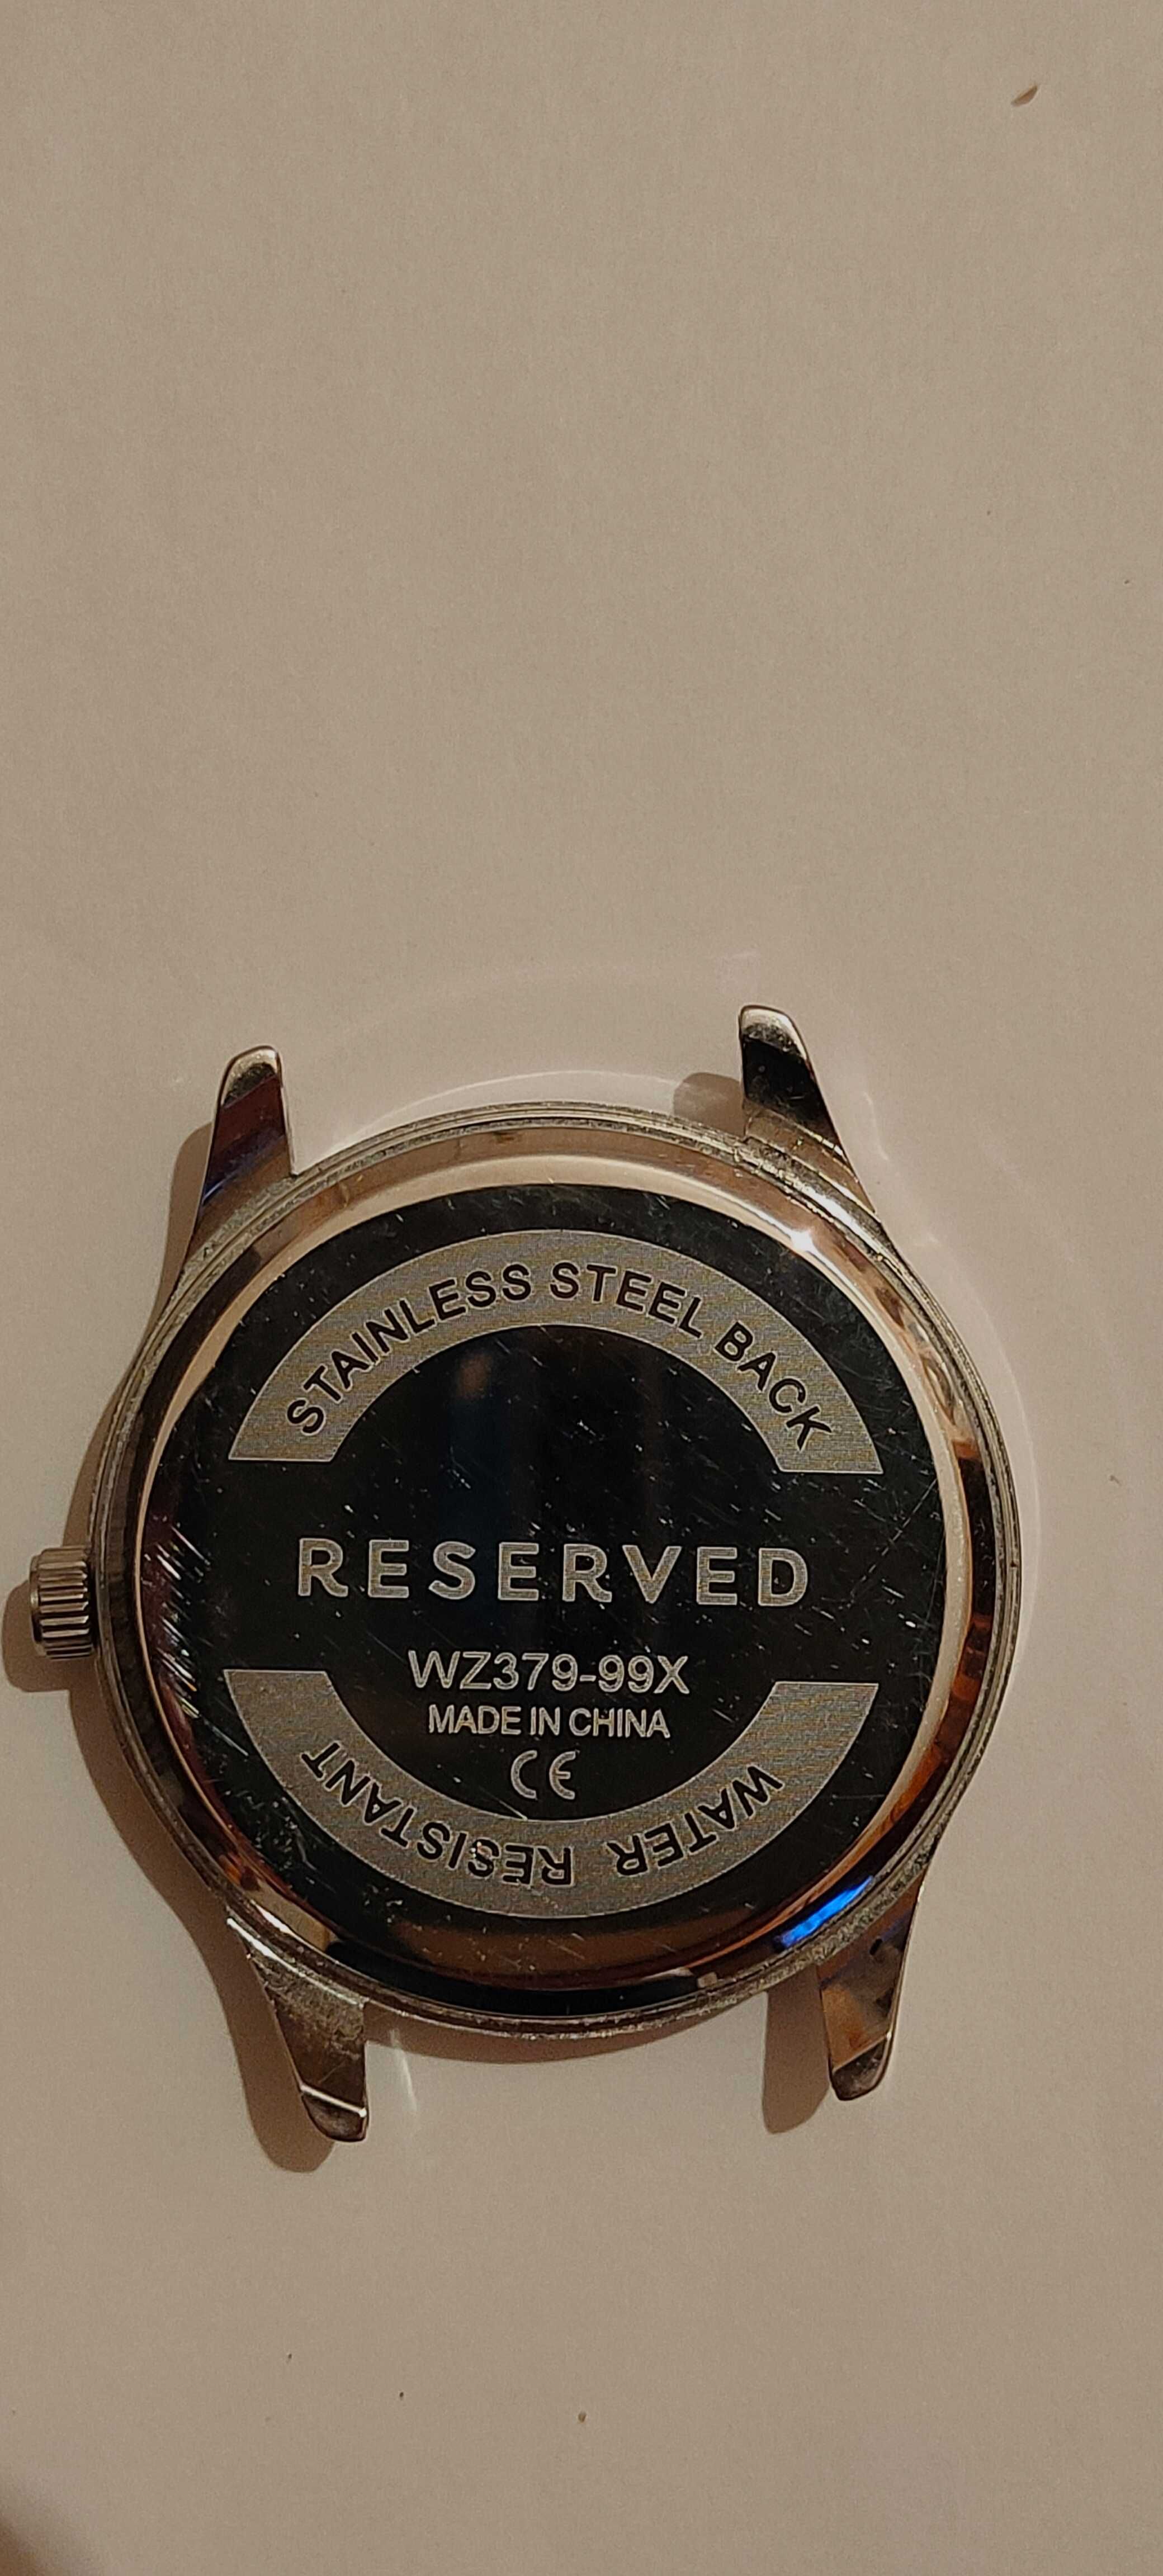 STAINLESS STEEL BACK
RESERVED
WZ379-99X
MADE IN CHINA
CE
WATER RESISTANT